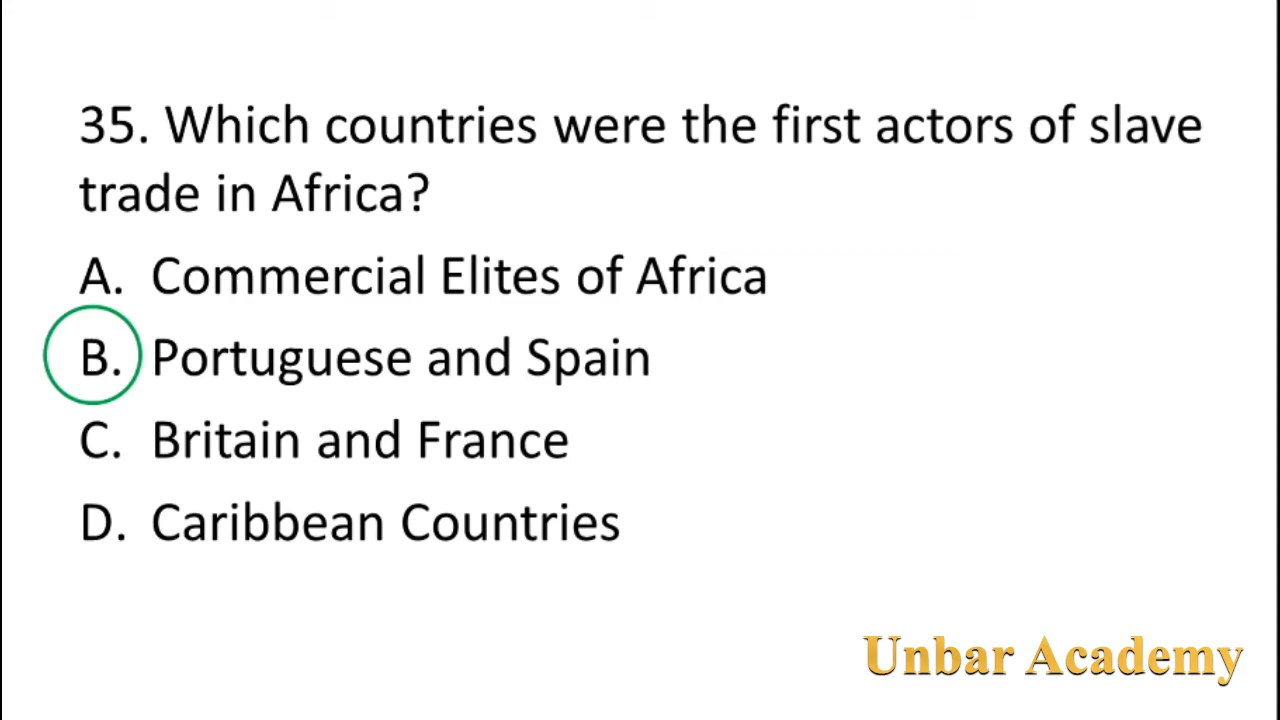 35. Which countries were the first actors of slave
trade in Africa?
A. Commercial Elites of Africa
B. Portuguese and Spain
C. Britain and France
D. Caribbean Countries
Unbar Academy